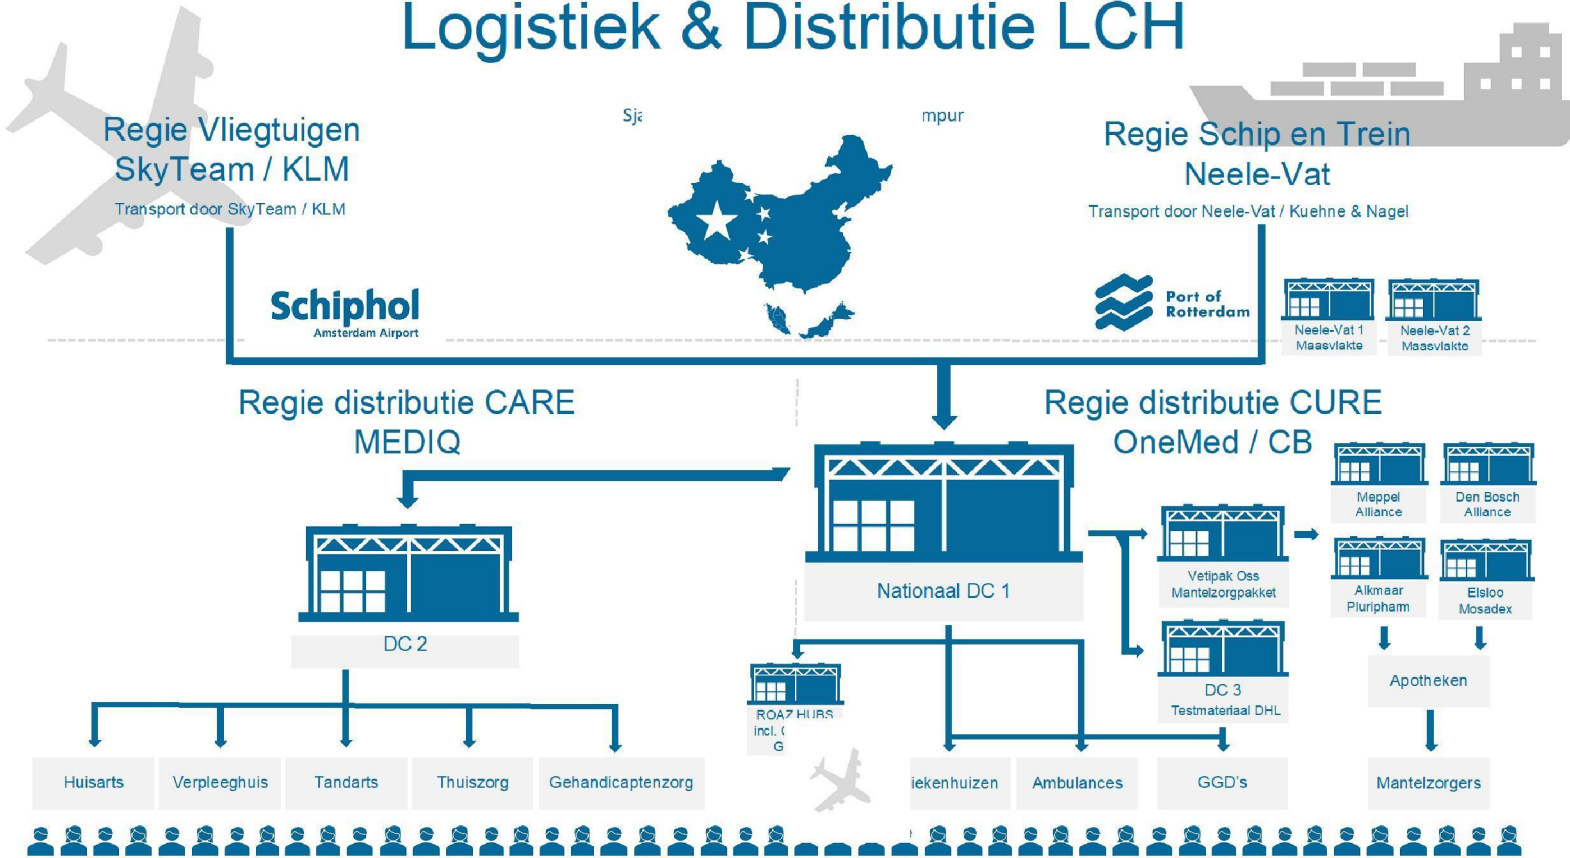 Logistiek & Distributie LCH
Regie Vliegtuigen
SkyTeam / KLM
Transport door SkyTeam / KLM
Regie Schip en Trein
Neele-Vat
Transport door Neele-Vat / Kuehne & Nagel
Schiphol
Amsterdam Airport
Port of
Rotterdam
Neele-Vat 1
Maasvlakte
Neele-Vat 2
Maasvlakte
Regie distributie CARE
MEDIQ
Regie distributie CURE
OneMed / CB
Meppel
Alliance
Den Bosch
Alliance
Nationaal DC 1
Vetipak Oss
Mantelzorgpakket
Alkmaar
Pluripharm
Elsloo
Mosadex
DC 2
DC 3
Testmateriaal DHL
Apotheken
ROAZ HUBS
incl.
Huisarts
Verpleeghuis
Tandarts
Thuiszorg
Gehandicaptenzorg
iekenhuizen
Ambulances
GGD's
Mantelzorgers